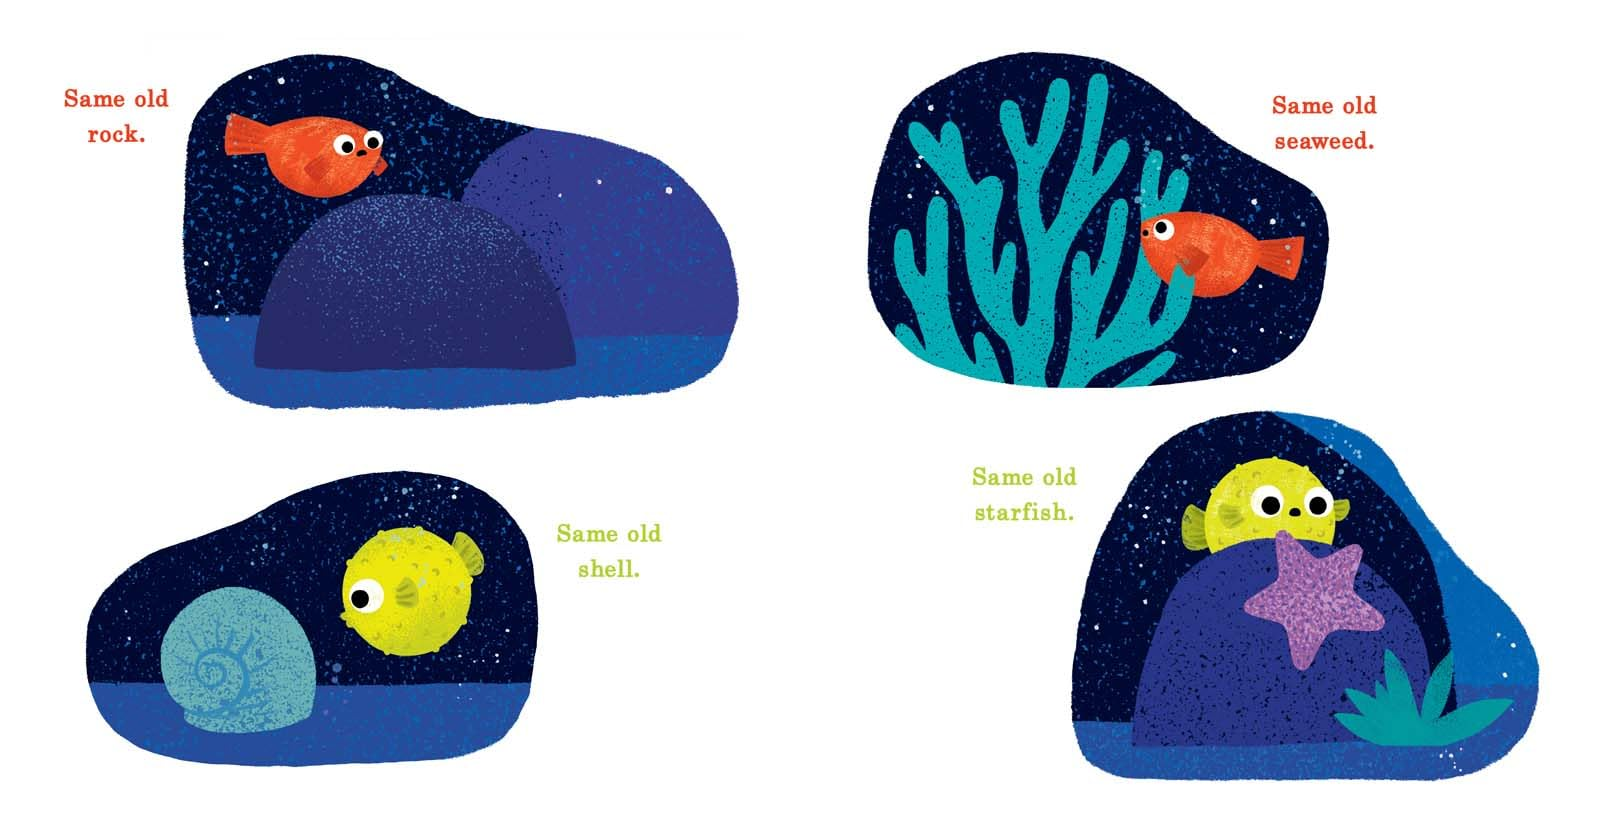 Same old
rock.
Same old
shell.
Same old
seaweed.
Same old
starfish.